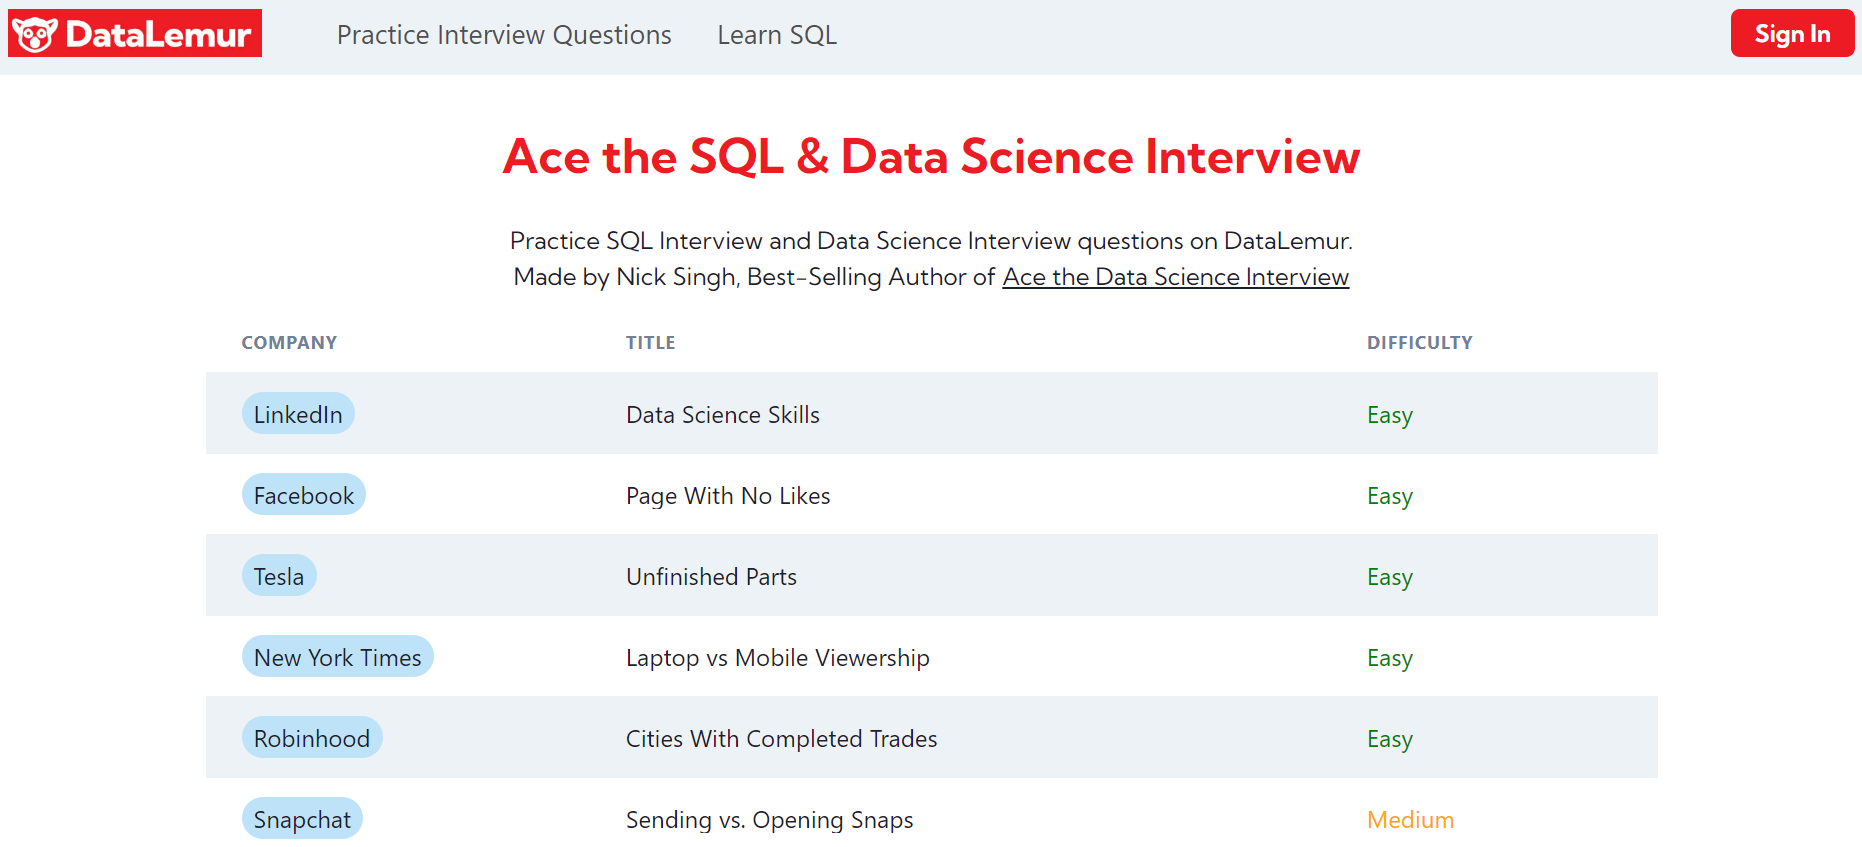 DataLemur Practice Interview Questions Learn SQL Sign In
Ace the SQL & Data Science Interview
Practice SQL Interview and Data Science Interview questions on DataLemur.
Made by Nick Singh, Best-Selling Author of Ace the Data Science Interview
COMPANY TITLE DIFFICULTY
LinkedIn Data Science Skills Easy
Facebook Page With No Likes Easy
Tesla Unfinished Parts Easy
New York Times Laptop vs Mobile Viewership Easy
Robinhood Cities With Completed Trades Easy
Snapchat Sending vs. Opening Snaps Medium